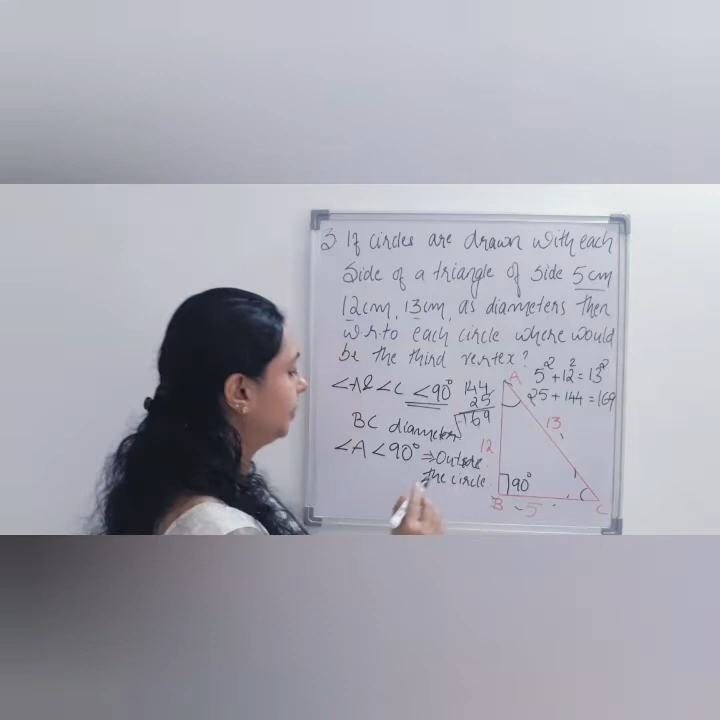 3 If circles are drawn with each
side of a triangle of side 5cm
12cm, 13cm, as diameters then
w.r.to each circle where would
be the third vertex?
5² + 12² = 13²
25 + 144 = 169
∠A & ∠C < 90°
144
25
169
BC diameter
∠A < 90° ⇒ Outside
the circle.
A
13
12
90°
B 5 C